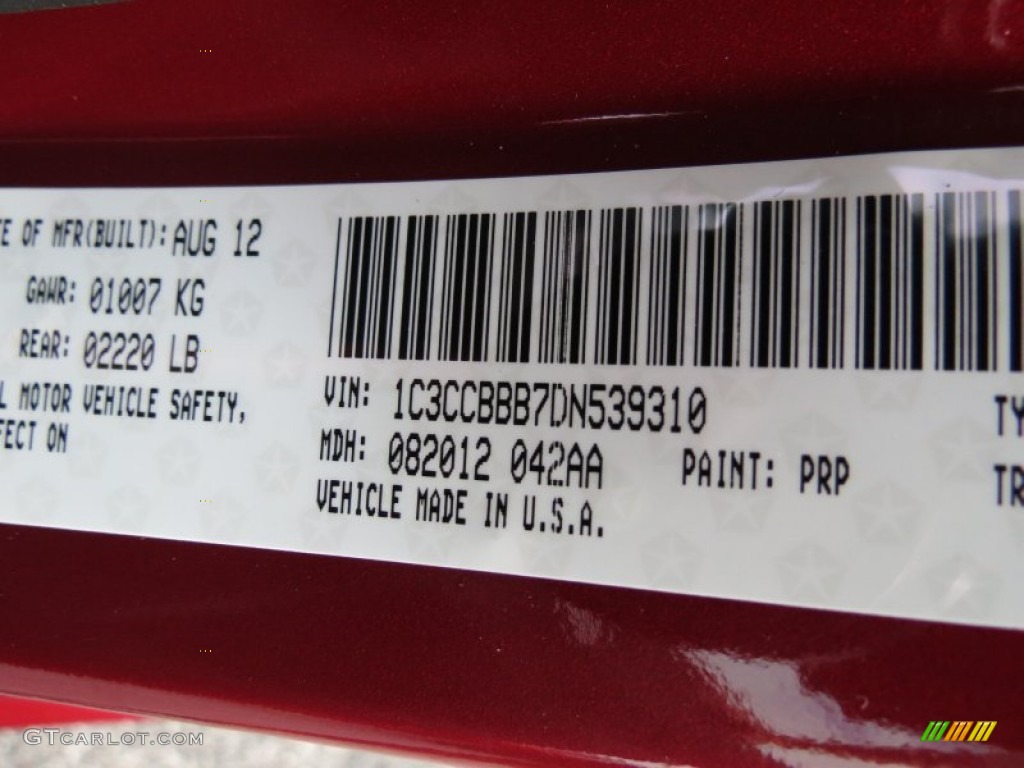 E OF MFR(BUILT): AUG 12
GAWR: 01007 KG
REAR: 02220 LB
L MOTOR VEHICLE SAFETY,
FECT ON
VIN: 1C3CCBBB7DN539310
MDH: 082012 042AA
PAINT: PRP
VEHICLE MADE IN U.S.A.
TY
TR
GTCARLOT.COM